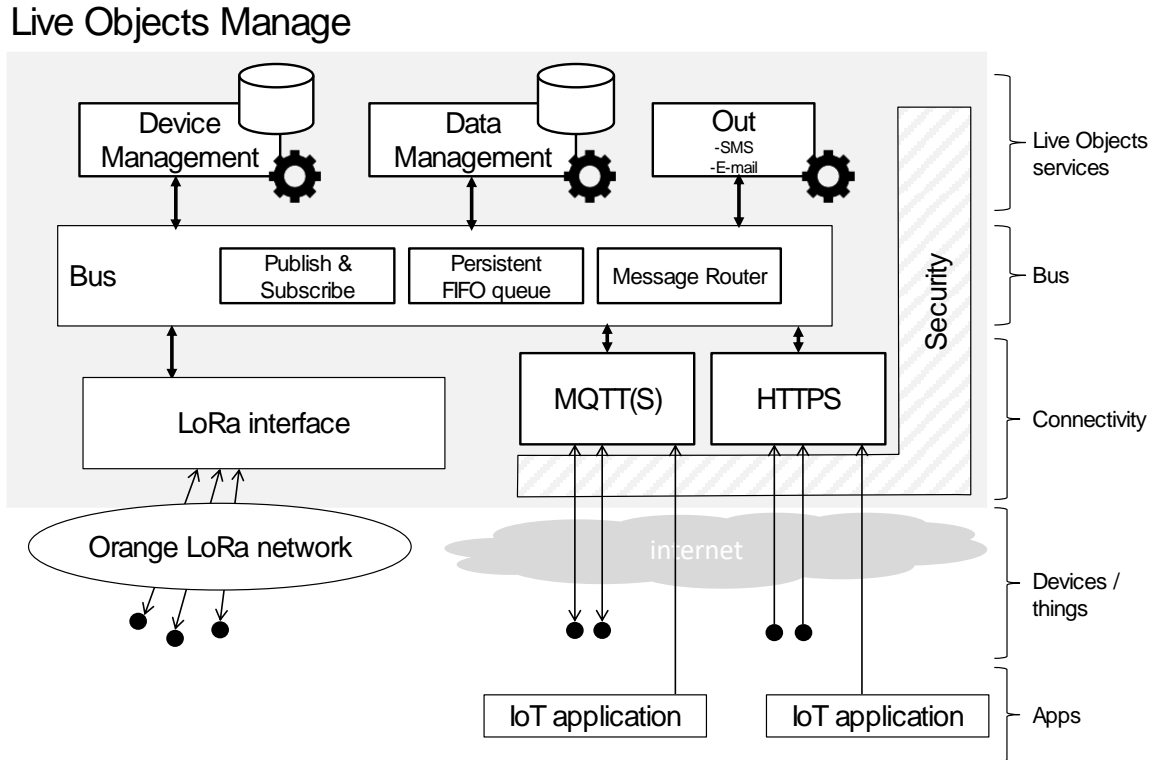 Live Objects Manage
Device
Management
Data
Management
Out
-SMS
-E-mail
Live Objects
services
Bus
Publish &
Subscribe
Persistent
FIFO queue
Message Router
Bus
Security
LoRa interface
MQTT(S)
HTTPS
Connectivity
Orange LoRa network
internet
Devices /
things
IoT application
IoT application
Apps